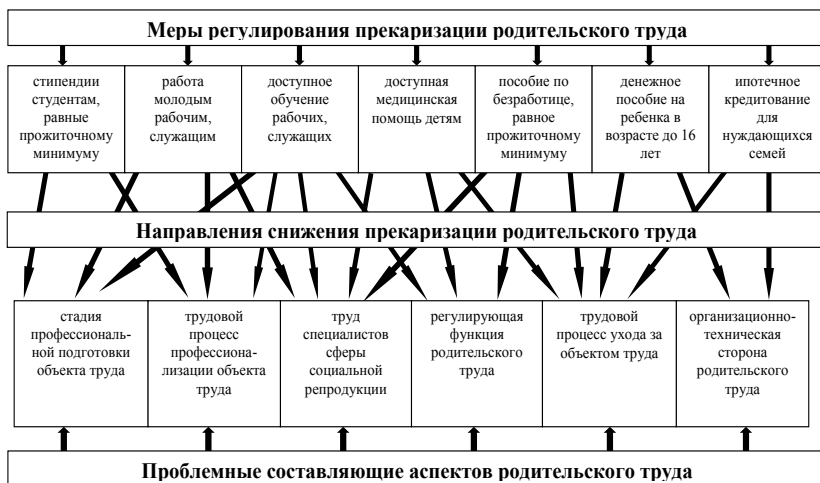 Меры регулирования прекаризации родительского труда
стипендии
студентам,
равные
прожиточному
минимуму
работа
молодым
рабочим,
служащим
доступное
обучение
рабочих,
служащих
доступная
медицинская
помощь детям
пособие по
безработице,
равное
прожиточному
минимуму
денежное
пособие на
ребенка в
возрасте до 16
лет
ипотечное
кредитование
для
нуждающихся
семей
Направления снижения прекаризации родительского труда
стадия
профессиональ-
ной подготовки
объекта труда
трудовой
процесс
профессиона-
лизации объекта
труда
труд
специалистов
сферы
социальной
репродукции
регулирующая
функция
родительского
труда
трудовой
процесс ухода за
объектом труда
организационно-
техническая
сторона
родительского
труда
Проблемные составляющие аспектов родительского труда